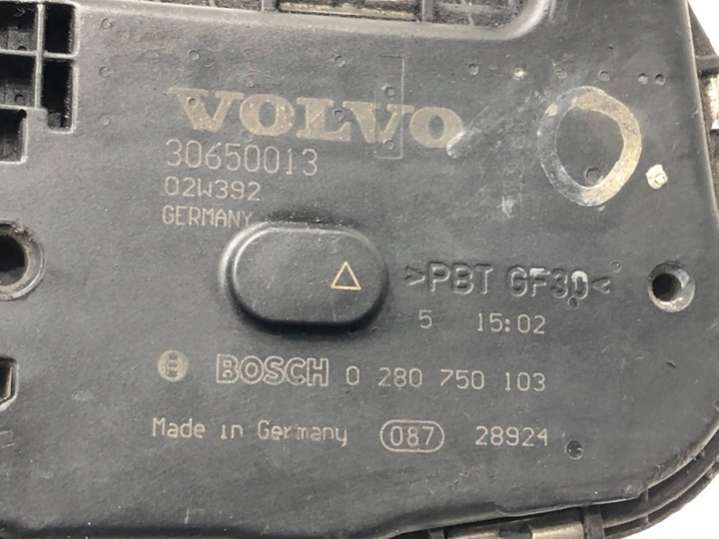 VOLVO
30650013
02W392
GERMANY
>PBT GF30<
5 15:02
BOSCH 0 280 750 103
Made in Germany 087 28924